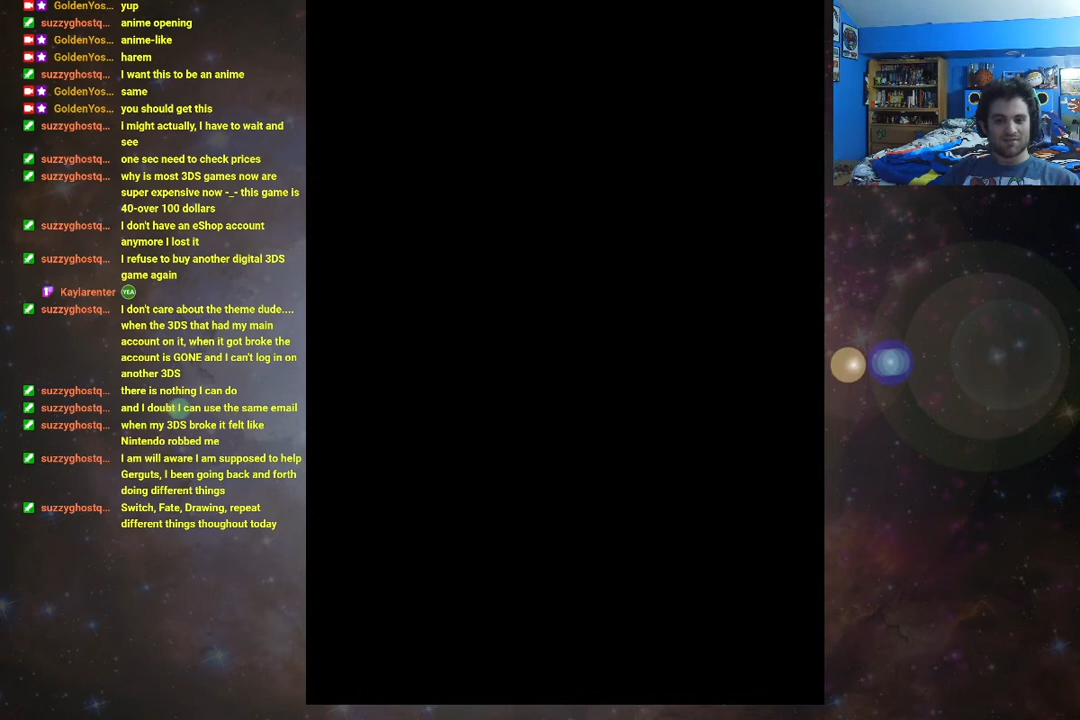 GoldenYos... yup
suzzyghostq... anime opening
GoldenYos... anime-like
GoldenYos... harem
suzzyghostq... I want this to be an anime
GoldenYos... same
GoldenYos... you should get this
suzzyghostq... i might actually, I have to wait and
see
suzzyghostq... one sec need to check prices
suzzyghostq... why is most 3DS games now are
super expensive now -_- this game is
40-over 100 dollars
suzzyghostq... I don't have an eShop account
anymore I lost it
suzzyghostq... I refuse to buy another digital 3DS
game again
Kaylarenter YEA
suzzyghostq... I don't care about the theme dude....
when the 3DS that had my main
account on it, when it got broke the
account is GONE and I can't log in on
another 3DS
suzzyghostq... there is nothing I can do
suzzyghostq... and I doubt I can use the same email
suzzyghostq... when my 3DS broke it felt like
Nintendo robbed me
suzzyghostq... I am will aware I am supposed to help
Gerguts, I been going back and forth
doing different things
suzzyghostq... Switch, Fate, Drawing, repeat
different things thoughout today